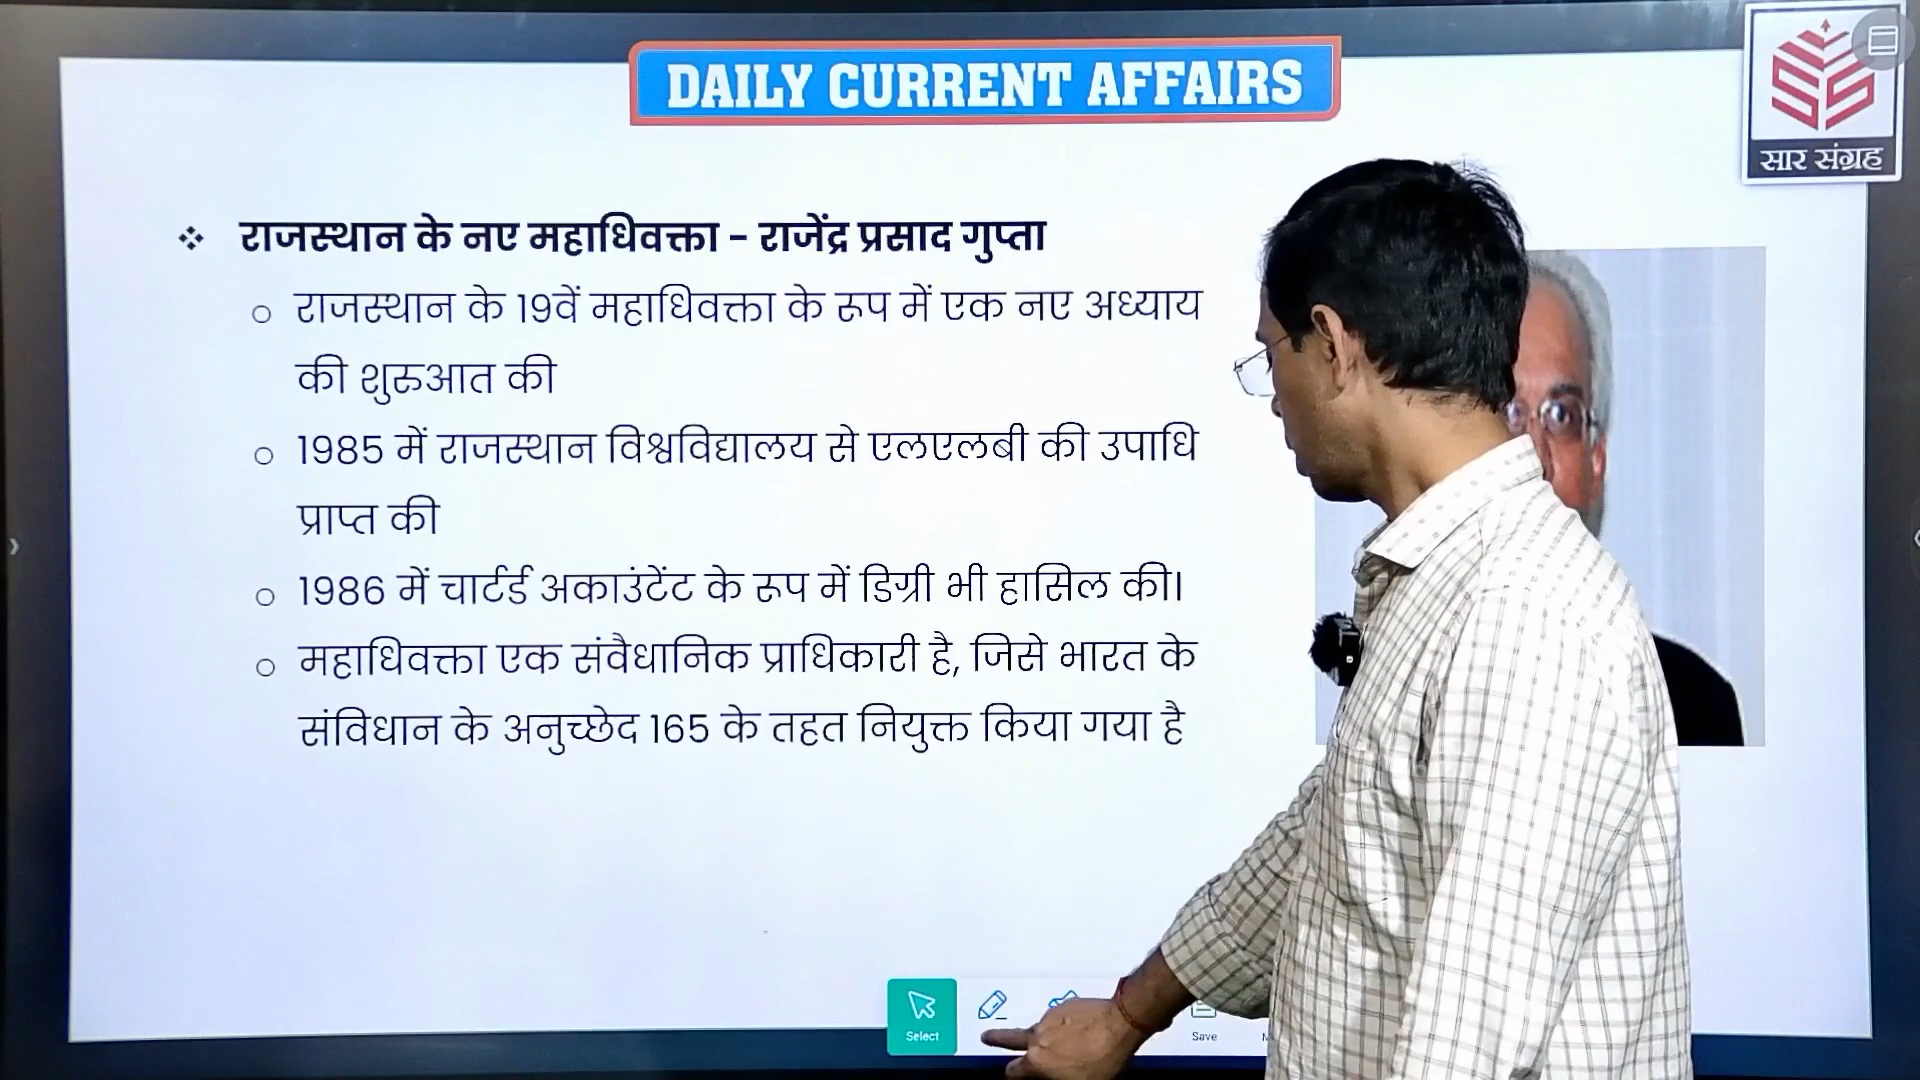 DAILY CURRENT AFFAIRS
सार संग्रह
राजस्थान के नए महाधिवक्ता - राजेंद्र प्रसाद गुप्ता
राजस्थान के 19वें महाधिवक्ता के रूप में एक नए अध्याय
की शुरुआत की
1985 में राजस्थान विश्वविद्यालय से एलएलबी की उपाधि
प्राप्त की
1986 में चार्टर्ड अकाउंटेंट के रूप में डिग्री भी हासिल की।
महाधिवक्ता एक संवैधानिक प्राधिकारी है, जिसे भारत के
संविधान के अनुच्छेद 165 के तहत नियुक्त किया गया है
Select
Save